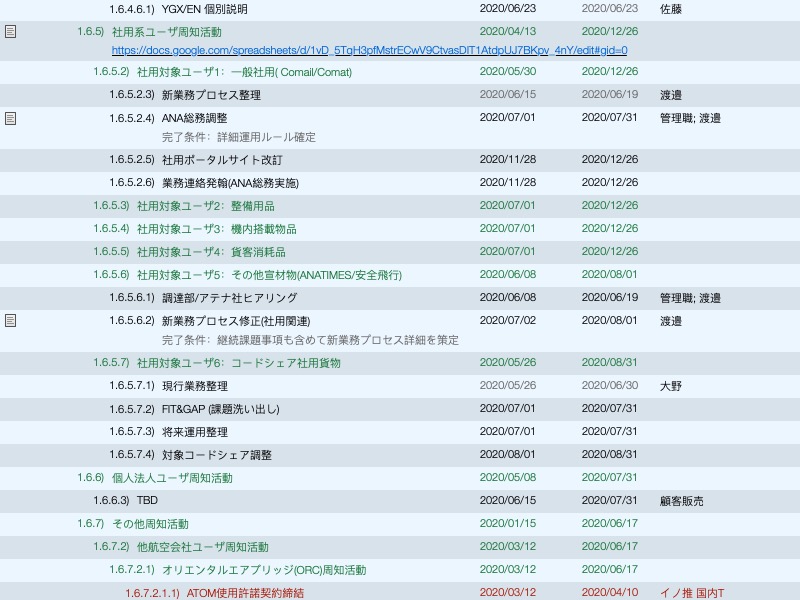 1.6.4.6.1) YGX/EN 個別説明 2020/06/23 2020/06/23 佐藤
1.6.5) 社用系ユーザ周知活動 2020/04/13 2020/12/26
https://docs.google.com/spreadsheets/d/1vD_5TqH3pfMstrECwV9CtvasDlT1AtdpUJ7BKpv_4nY/edit#gid=0
1.6.5.2) 社用対象ユーザ1：一般社用( Comail/Comat) 2020/05/30 2020/12/26
1.6.5.2.3) 新業務プロセス整理 2020/06/15 2020/06/19 渡邉
1.6.5.2.4) ANA総務調整 2020/07/01 2020/07/31 管理職; 渡邉
完了条件：詳細運用ルール確定
1.6.5.2.5) 社用ポータルサイト改訂 2020/11/28 2020/12/26
1.6.5.2.6) 業務連絡発翰(ANA総務実施) 2020/11/28 2020/12/26
1.6.5.3) 社用対象ユーザ2：整備用品 2020/07/01 2020/12/26
1.6.5.4) 社用対象ユーザ3：機内搭載物品 2020/07/01 2020/12/26
1.6.5.5) 社用対象ユーザ4：貨客消耗品 2020/07/01 2020/12/26
1.6.5.6) 社用対象ユーザ5：その他宣材物(ANATIMES/安全飛行) 2020/06/08 2020/08/01
1.6.5.6.1) 調達部/アテナ社ヒアリング 2020/06/08 2020/06/19 管理職; 渡邉
1.6.5.6.2) 新業務プロセス修正(社用関連) 2020/07/02 2020/08/01 渡邉
完了条件：継続課題事項も含めて新業務プロセス詳細を策定
1.6.5.7) 社用対象ユーザ6：コードシェア社用貨物 2020/05/26 2020/08/31
1.6.5.7.1) 現行業務整理 2020/05/26 2020/06/30 大野
1.6.5.7.2) FIT&GAP (課題洗い出し) 2020/07/01 2020/07/31
1.6.5.7.3) 将来運用整理 2020/07/01 2020/07/31
1.6.5.7.4) 対象コードシェア調整 2020/08/01 2020/08/31
1.6.6) 個人法人ユーザ周知活動 2020/05/08 2020/07/31
1.6.6.3) TBD 2020/06/15 2020/07/31 顧客販売
1.6.7) その他周知活動 2020/01/15 2020/06/17
1.6.7.2) 他航空会社ユーザ周知活動 2020/03/12 2020/06/17
1.6.7.2.1) オリエンタルエアブリッジ(ORC)周知活動 2020/03/12 2020/06/17
1.6.7.2.1.1) ATOM使用許諾契約締結 2020/03/12 2020/04/10 イノ推 国内T